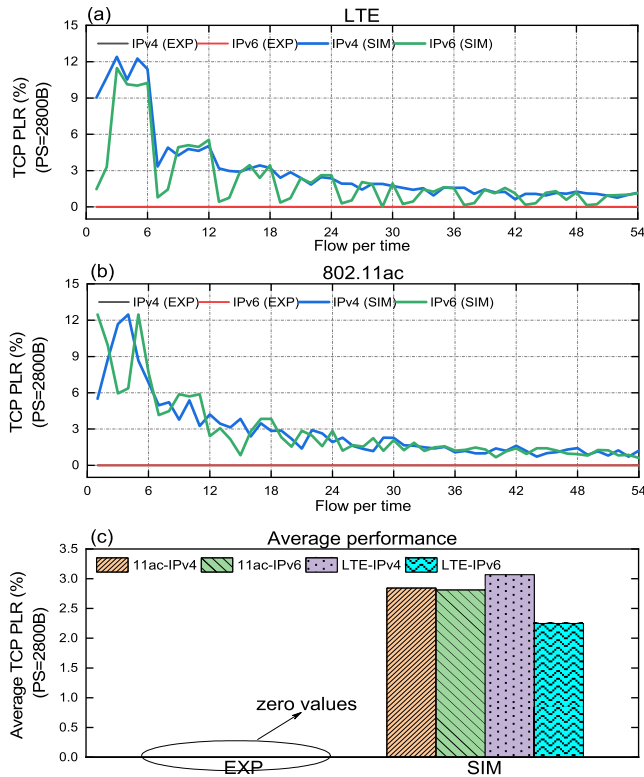 (a) LTE
IPv4 (EXP) IPv6 (EXP) IPv4 (SIM) IPv6 (SIM)
TCP PLR (%)
(PS=2800B)
15
12
9
6
3
0
0 6 12 18 24 30 36 42 48 54
Flow per time
(b) 802.11ac
IPv4 (EXP) IPv6 (EXP) IPv4 (SIM) IPv6 (SIM)
TCP PLR (%)
(PS=2800B)
15
12
9
6
3
0
0 6 12 18 24 30 36 42 48 54
Flow per time
(c) Average performance
11ac-IPv4 11ac-IPv6 LTE-IPv4 LTE-IPv6
Average TCP PLR (%)
(PS=2800B)
3.5
3.0
2.5
2.0
1.5
1.0
0.5
0.0
zero values
EXP SIM